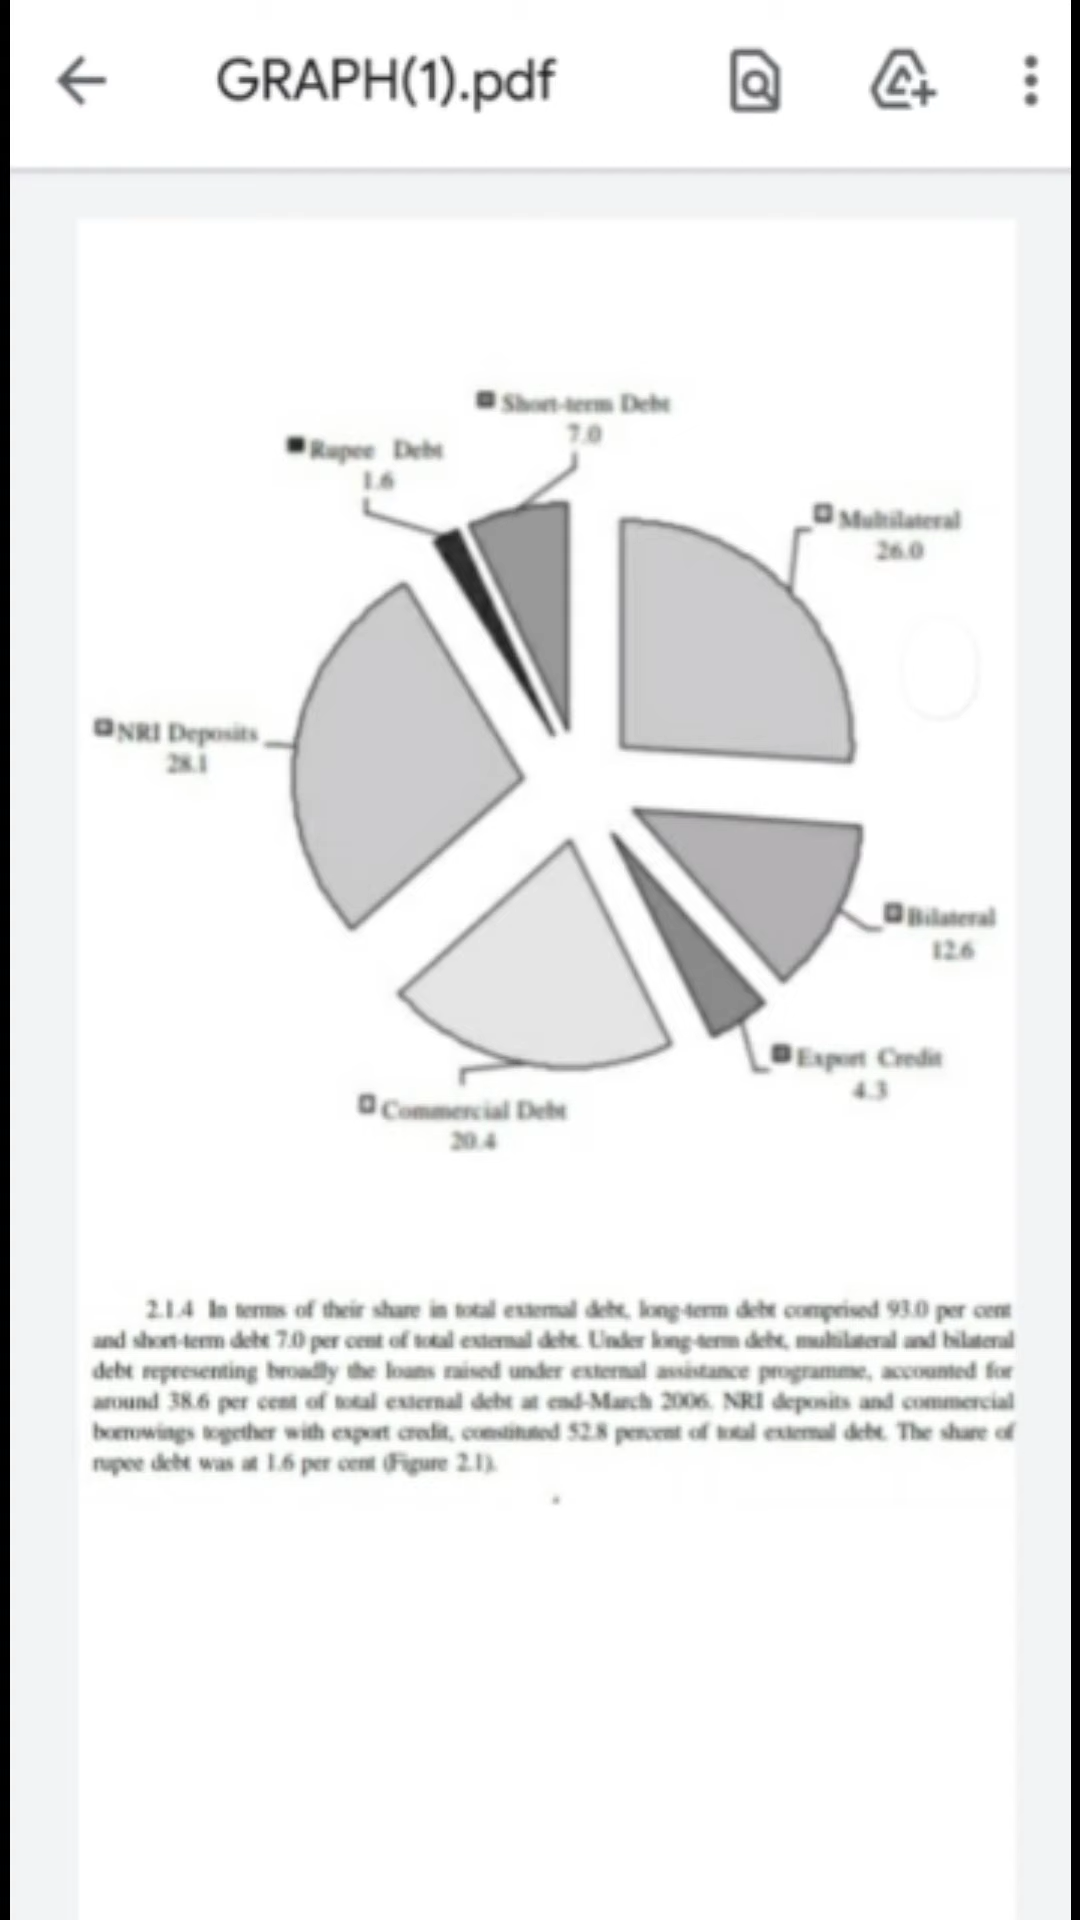 GRAPH(1).pdf
Short-term Debt
7.0
Rupee Debt
1.6
Multilateral
26.0
NRI Deposits
28.1
Bilateral
12.6
Export Credit
4.3
Commercial Debt
20.4
2.1.4 In terms of their share in total external debt, long-term debt comprised 93.0 per cent
and short-term debt 7.0 per cent of total external debt. Under long-term debt, multilateral and bilateral
debt representing broadly the loans raised under external assistance programme, accounted for
around 38.6 per cent of total external debt at end-March 2006. NRI deposits and commercial
borrowings together with export credit, constituted 52.8 percent of total external debt. The share of
rupee debt was at 1.6 per cent (Figure 2.1).